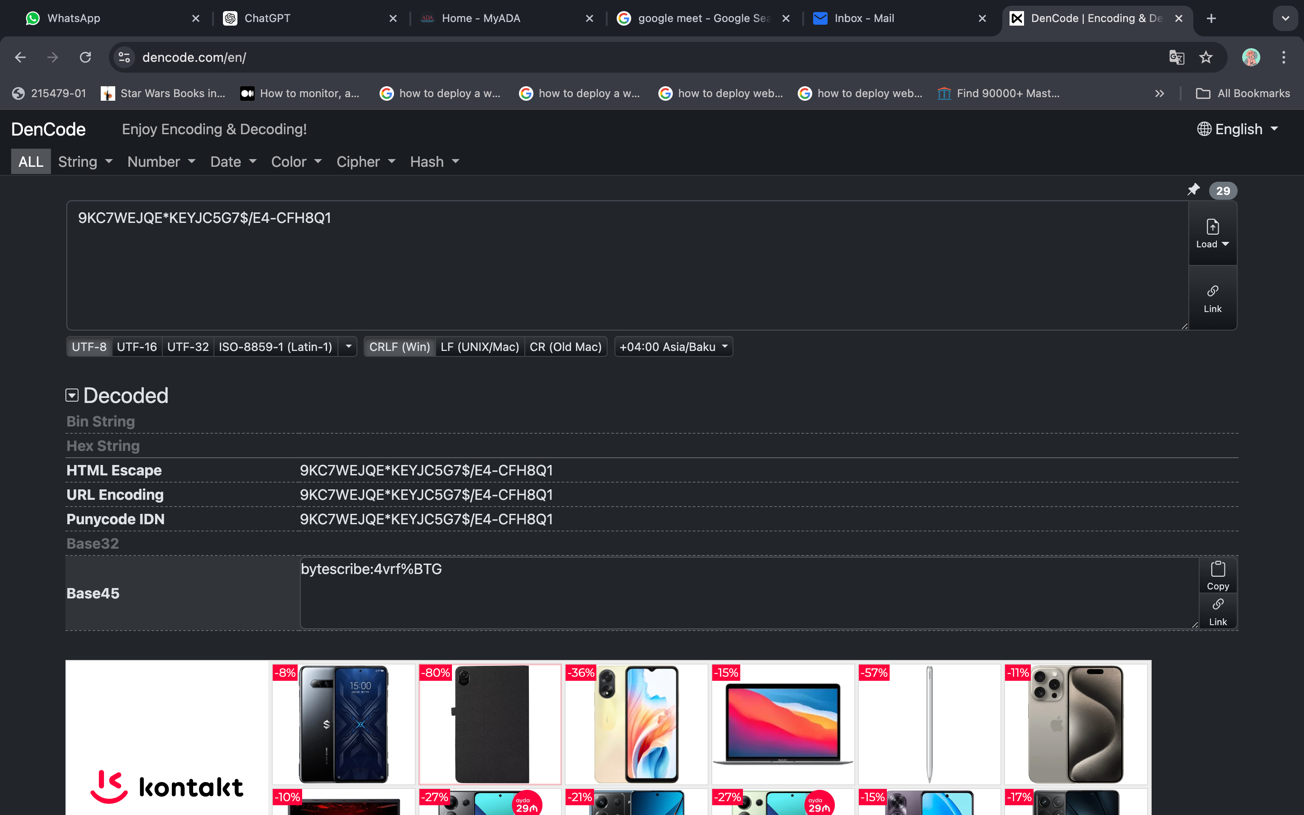 WhatsApp
ChatGPT
Home - MyADA
google meet - Google Sea
Inbox - Mail
DenCode | Encoding & De
dencode.com/en/
215479-01
Star Wars Books in...
How to monitor, a...
how to deploy a w...
how to deploy a w...
how to deploy web...
how to deploy web...
Find 90000+ Mast...
All Bookmarks
DenCode Enjoy Encoding & Decoding! English
ALL String Number Date Color Cipher Hash
29
9KC7WEJQE*KEYJC5G7$/E4-CFH8Q1
Load
Link
UTF-8 UTF-16 UTF-32 ISO-8859-1 (Latin-1) CRLF (Win) LF (UNIX/Mac) CR (Old Mac) +04:00 Asia/Baku
Decoded
Bin String
Hex String
HTML Escape 9KC7WEJQE*KEYJC5G7$/E4-CFH8Q1
URL Encoding 9KC7WEJQE*KEYJC5G7$/E4-CFH8Q1
Punycode IDN 9KC7WEJQE*KEYJC5G7$/E4-CFH8Q1
Base32
Base45 bytescribe:4vrf%BTG
Copy
Link
-8% -80% -36% -15% -57% -11%
15:00
kontakt
-10% -27% -21% -27% -15% -17%
ayda 29₼ ayda 29₼